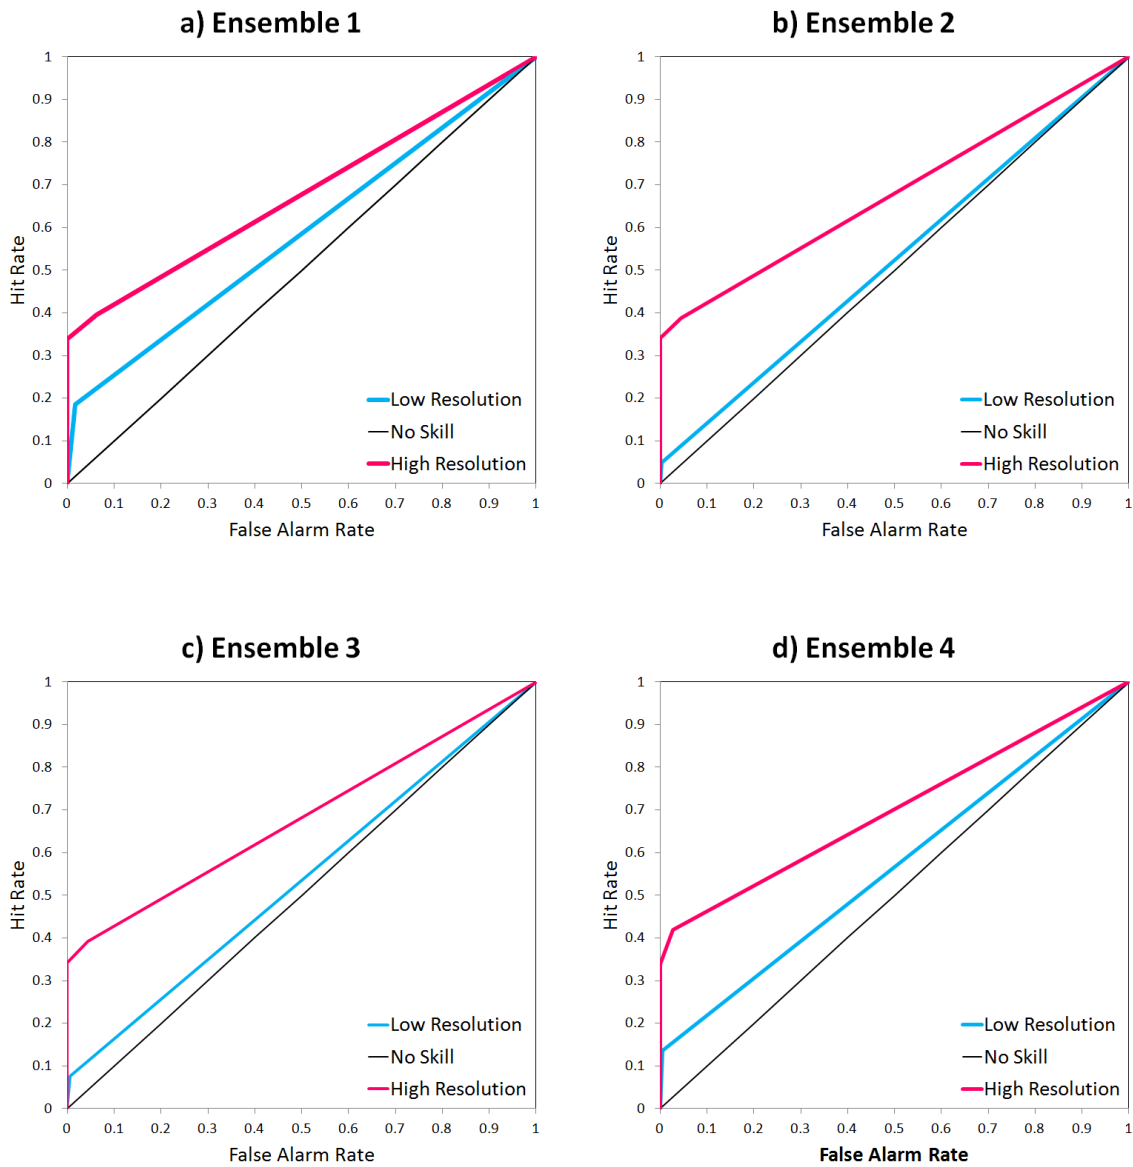 a) Ensemble 1
1
0.9
0.8
0.7
0.6
0.5
0.4
0.3
0.2
0.1
0
Hit Rate
Low Resolution
No Skill
High Resolution
0 0.1 0.2 0.3 0.4 0.5 0.6 0.7 0.8 0.9 1
False Alarm Rate
b) Ensemble 2
1
0.9
0.8
0.7
0.6
0.5
0.4
0.3
0.2
0.1
0
Hit Rate
Low Resolution
No Skill
High Resolution
0 0.1 0.2 0.3 0.4 0.5 0.6 0.7 0.8 0.9 1
False Alarm Rate
c) Ensemble 3
1
0.9
0.8
0.7
0.6
0.5
0.4
0.3
0.2
0.1
0
Hit Rate
Low Resolution
No Skill
High Resolution
0 0.1 0.2 0.3 0.4 0.5 0.6 0.7 0.8 0.9 1
False Alarm Rate
d) Ensemble 4
1
0.9
0.8
0.7
0.6
0.5
0.4
0.3
0.2
0.1
0
Hit Rate
Low Resolution
No Skill
High Resolution
0 0.1 0.2 0.3 0.4 0.5 0.6 0.7 0.8 0.9 1
False Alarm Rate